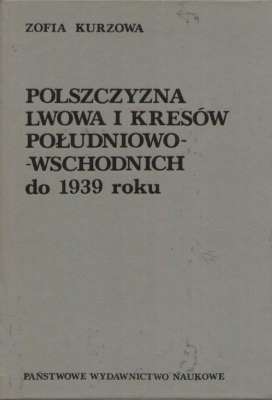 ZOFIA KURZOWA
POLSZCZYZNA
LWOWA I KRESÓW
POŁUDNIOWO-
-WSCHODNICH
do 1939 roku
PAŃSTWOWE WYDAWNICTWO NAUKOWE